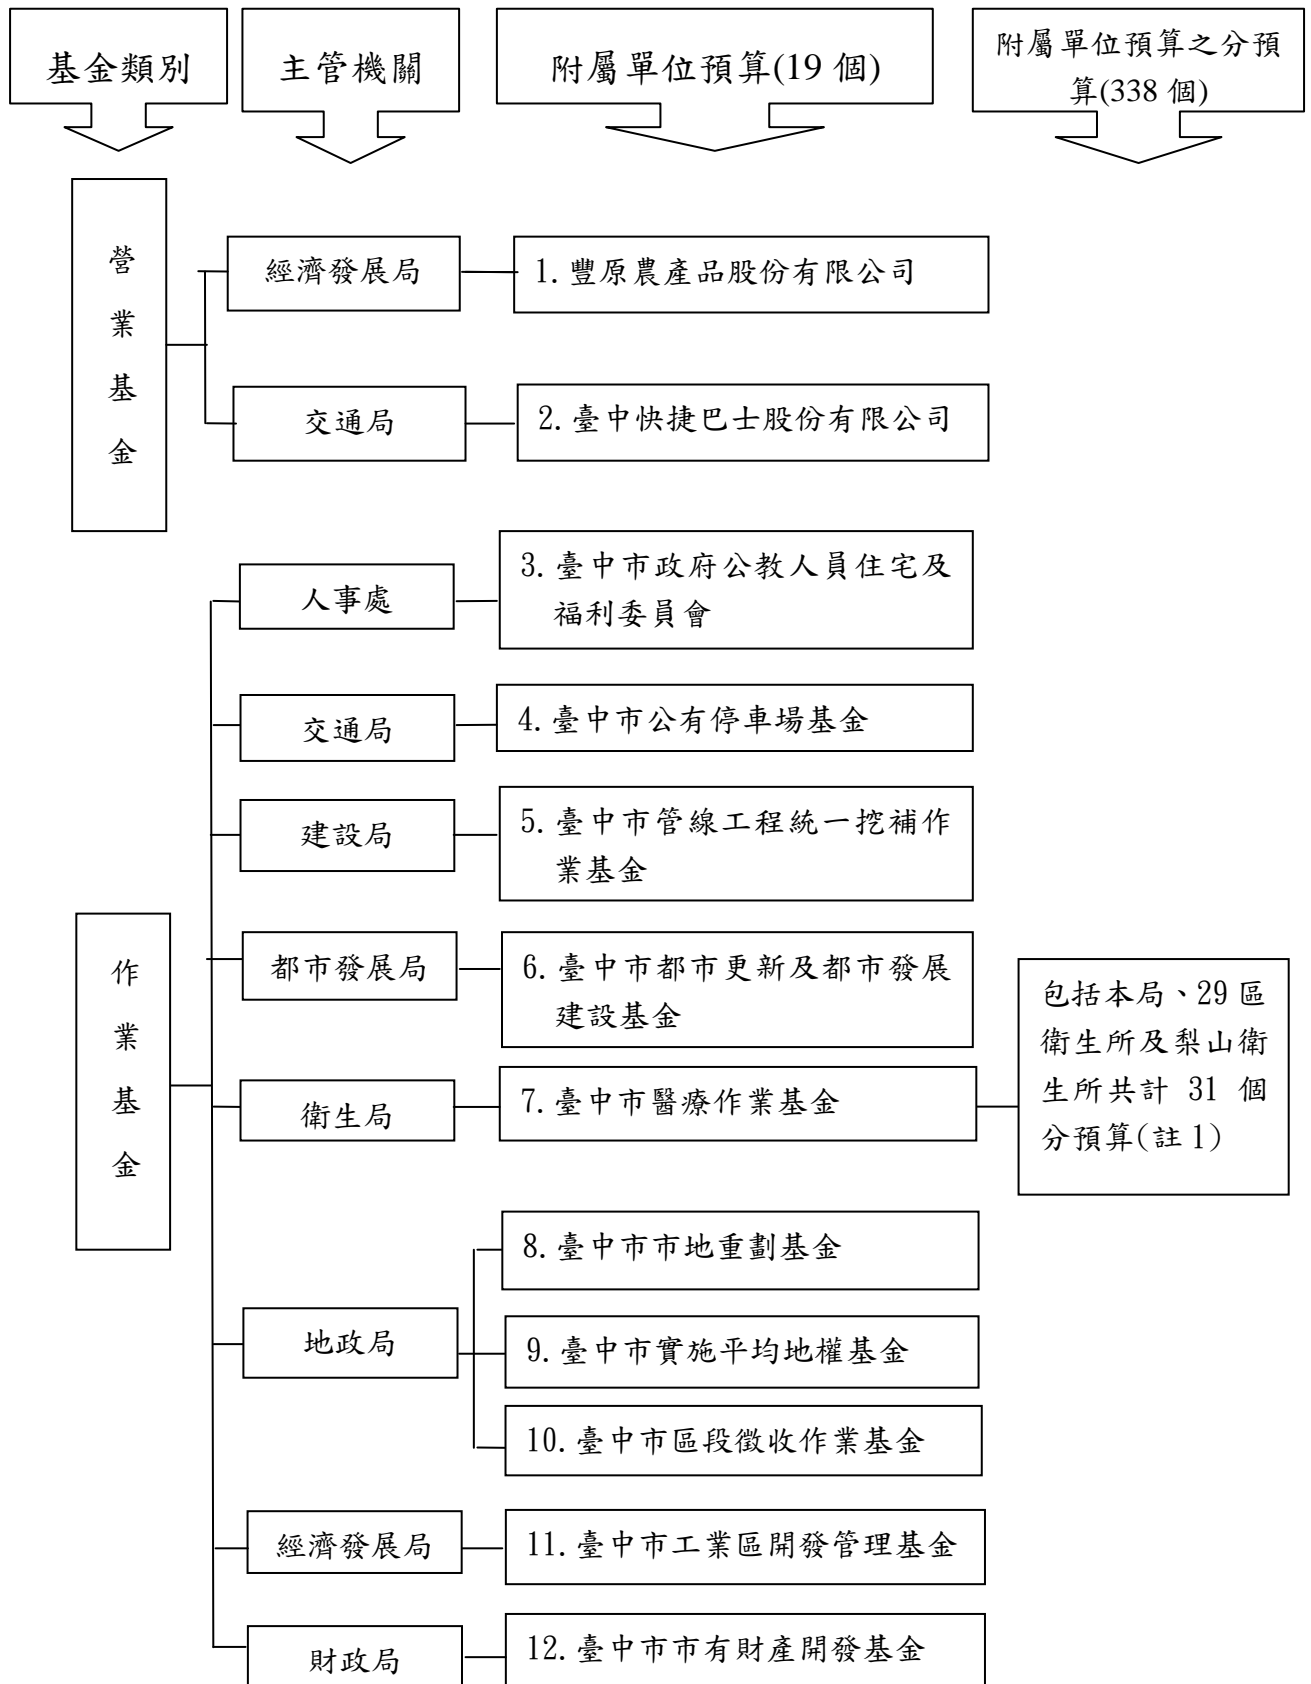 基金類別
主管機關
附屬單位預算(19 個)
附屬單位預算之分預
算(338 個)
營
業
基
金
經濟發展局
1. 豐原農產品股份有限公司
交通局
2. 臺中快捷巴士股份有限公司
作
業
基
金
人事處
3. 臺中市政府公教人員住宅及
福利委員會
交通局
4. 臺中市公有停車場基金
建設局
5. 臺中市管線工程統一挖補作
業基金
都市發展局
6. 臺中市都市更新及都市發展
建設基金
衛生局
7. 臺中市醫療作業基金
包括本局、29 區
衛生所及梨山衛
生所共計 31 個
分預算(註 1)
地政局
8. 臺中市市地重劃基金
9. 臺中市實施平均地權基金
10. 臺中市區段徵收作業基金
經濟發展局
11. 臺中市工業區開發管理基金
財政局
12. 臺中市市有財產開發基金